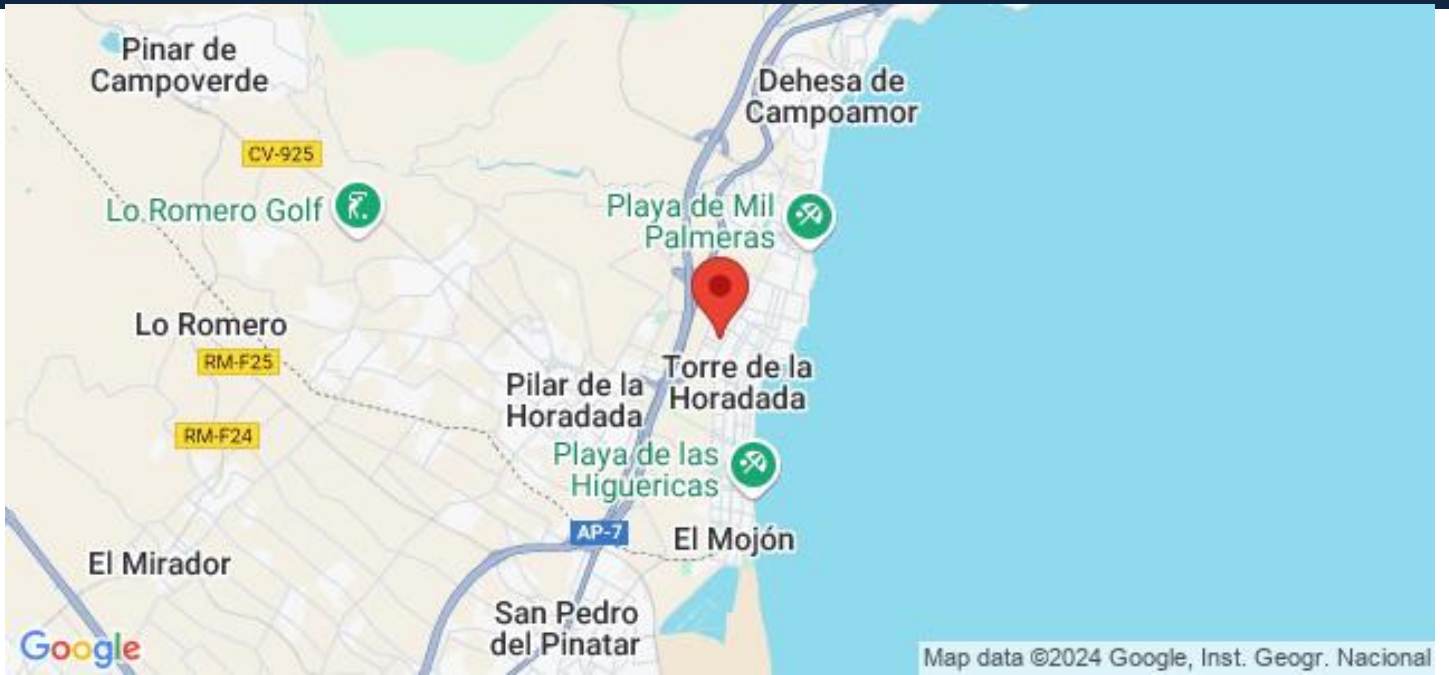 Pinar de
Campoverde
Dehesa de
Campoamor
CV-925
Lo Romero Golf
Playa de Mil
Palmeras
Lo Romero
RM-F25
Torre de la
Horadada
Pilar de la
Horadada
RM-F24
Playa de las
Higuericas
AP-7
El Mojón
El Mirador
San Pedro
del Pinatar
Google
Map data ©2024 Google, Inst. Geogr. Nacional